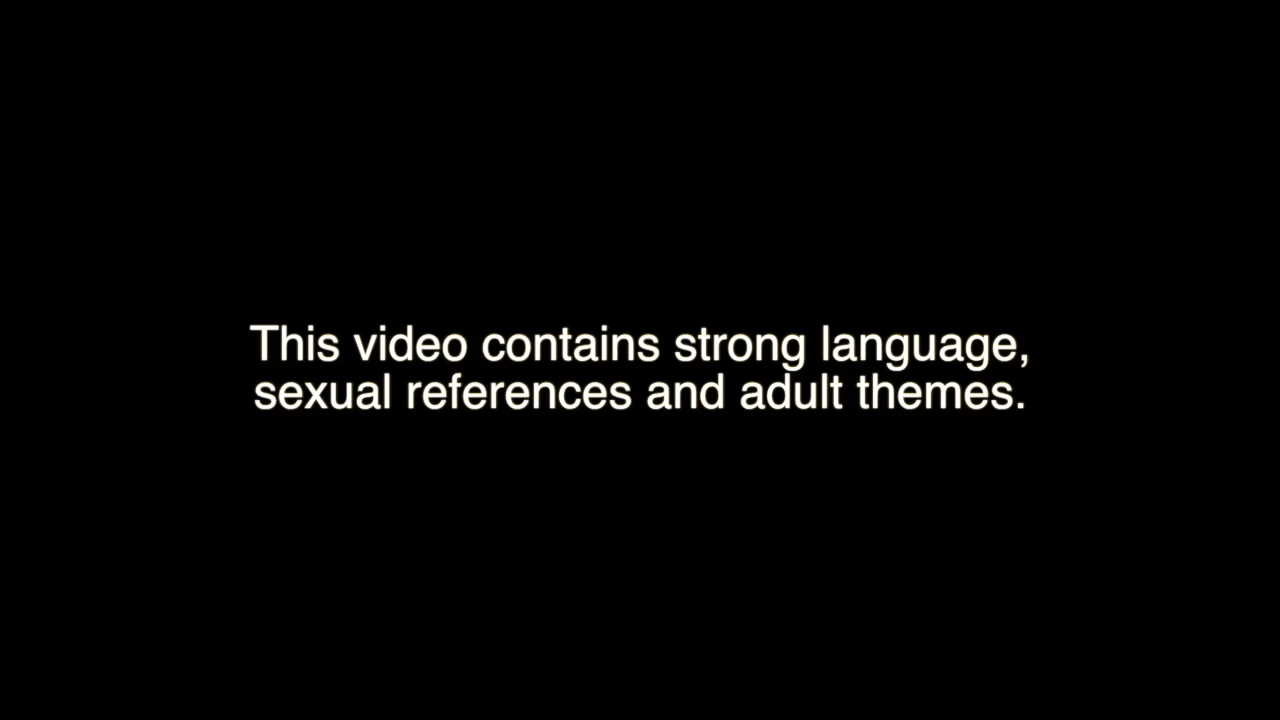 This video contains strong language,
sexual references and adult themes.